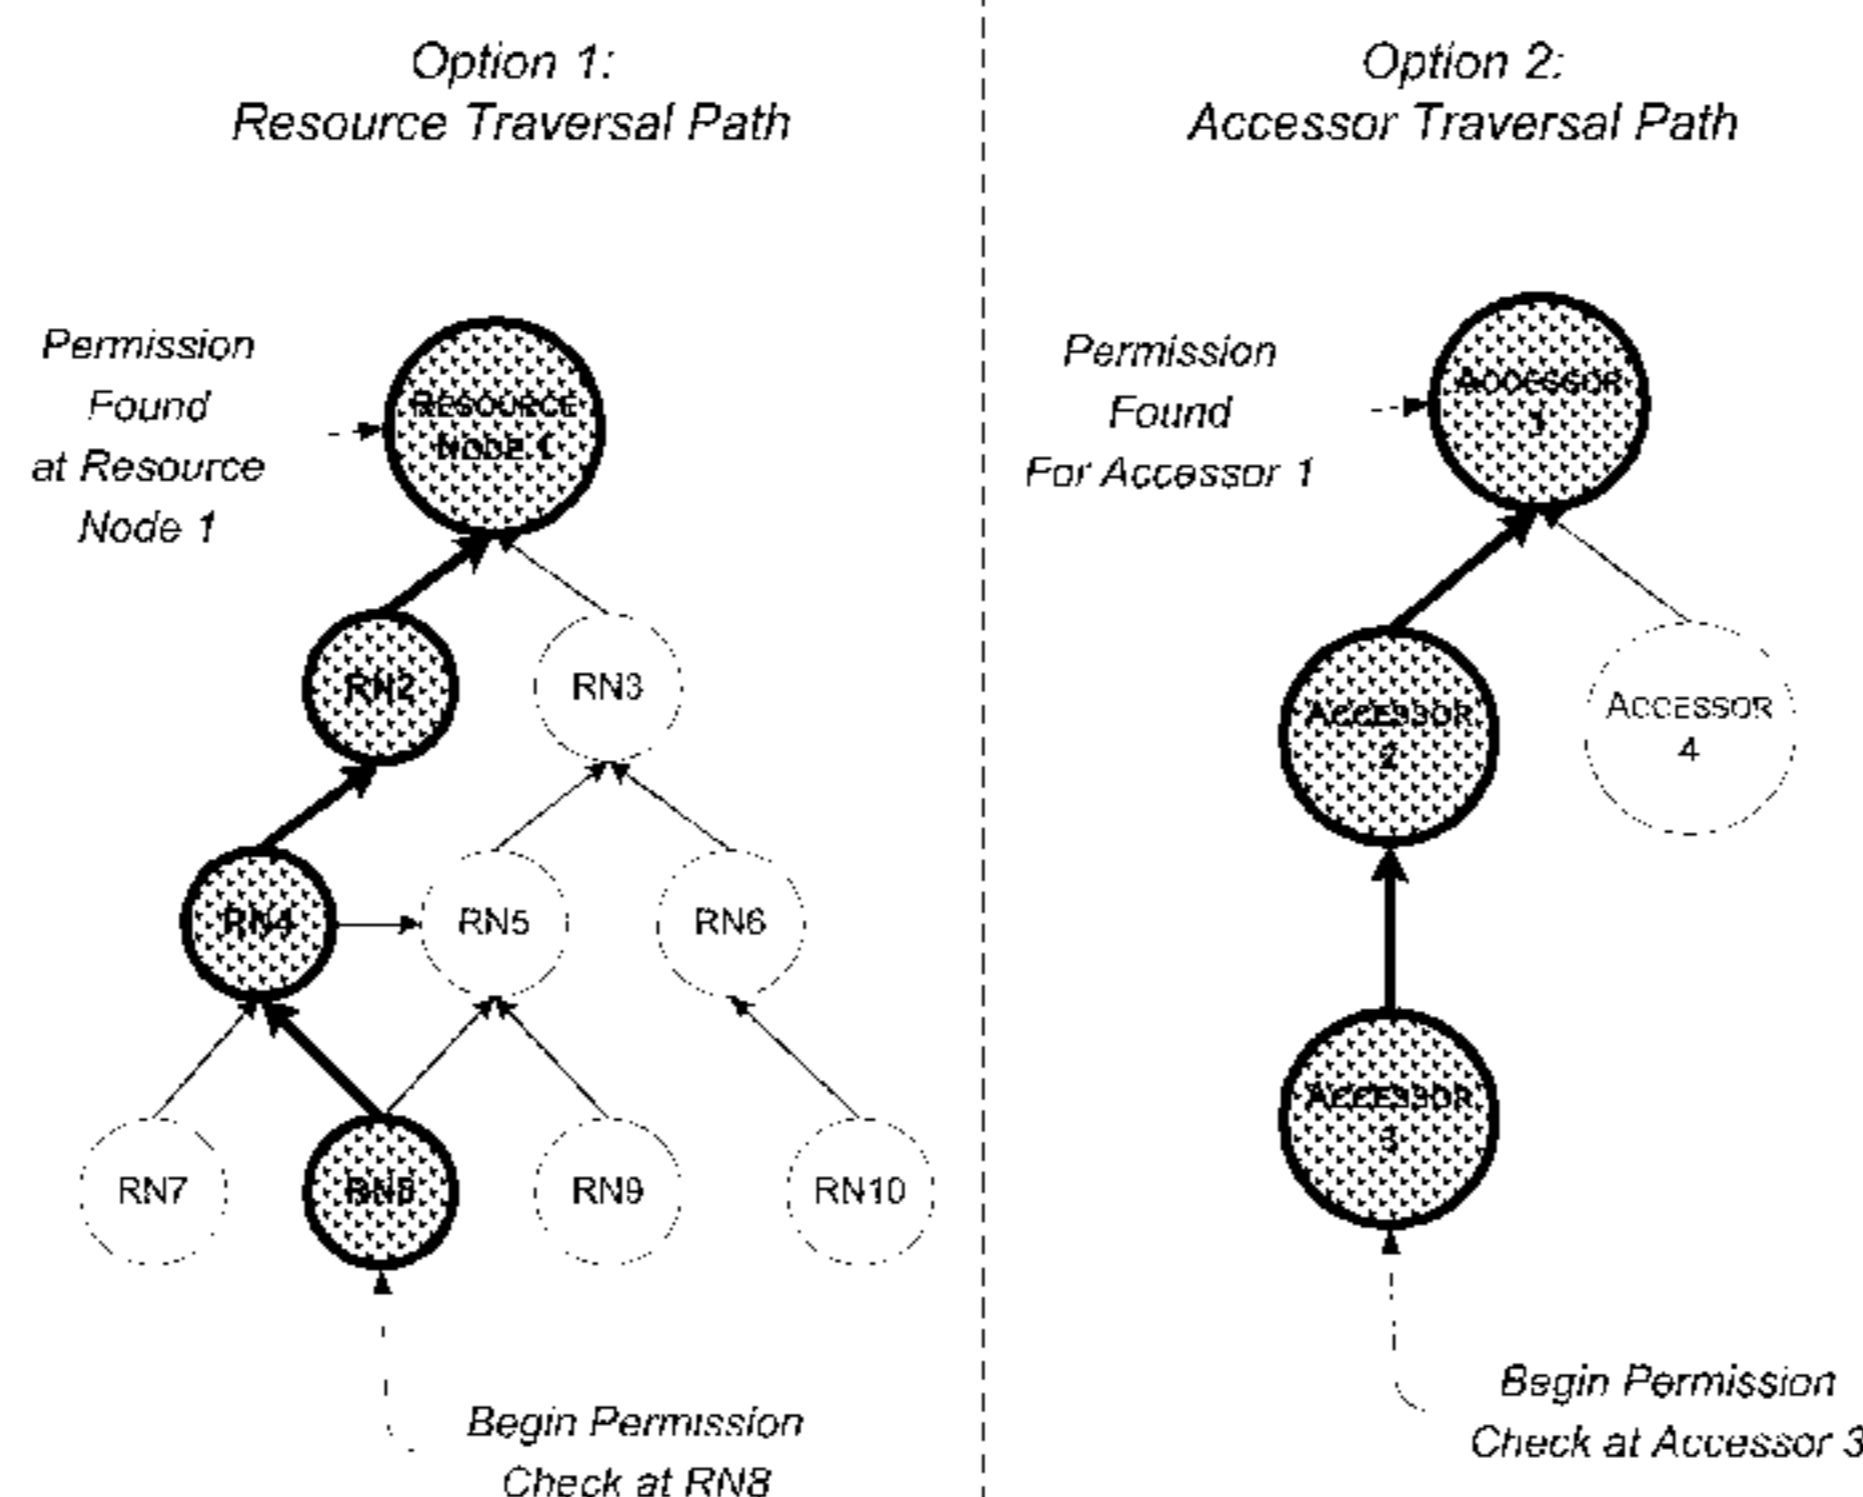 Option 1:
Resource Traversal Path
Permission
Found
at Resource
Node 1
RESOURCE
NODE 1
RN2
RN3
RN4
RN5
RN6
RN7
RN8
RN9
RN10
Begin Permission
Check at RN8
Option 2:
Accessor Traversal Path
Permission
Found
For Accessor 1
ACCESSOR
1
ACCESSOR
2
ACCESSOR
4
ACCESSOR
3
Begin Permission
Check at Accessor 3